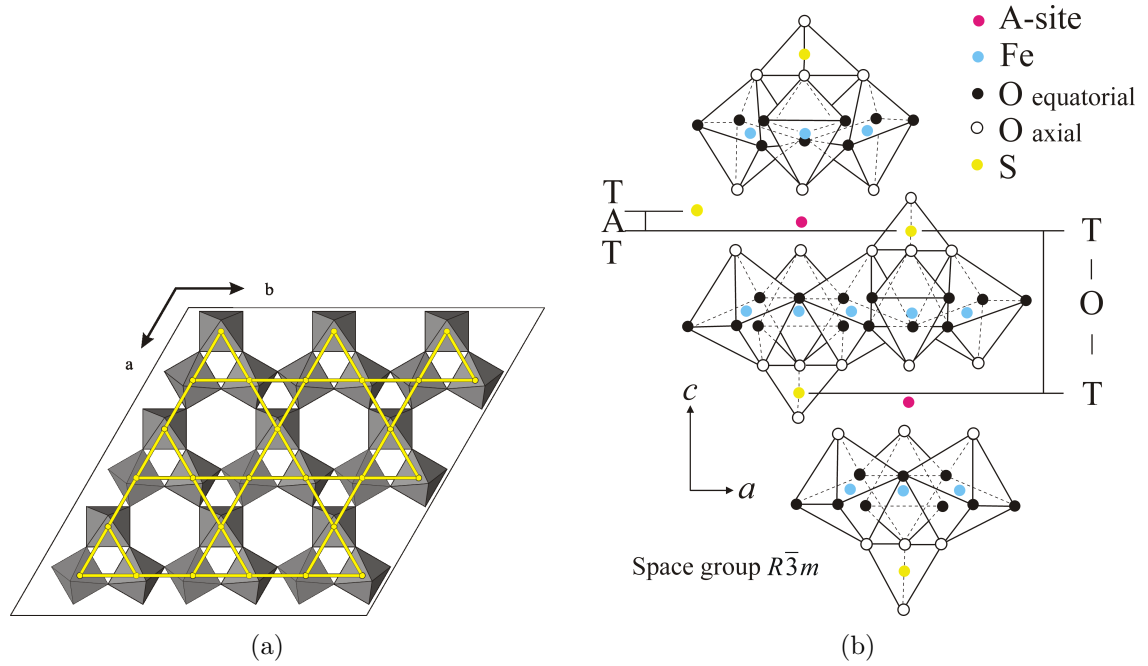 A-site
Fe
O equatorial
O axial
S
T
A
T
T
O
T
b
a
c
a
Space group R3̅m
(a)
(b)